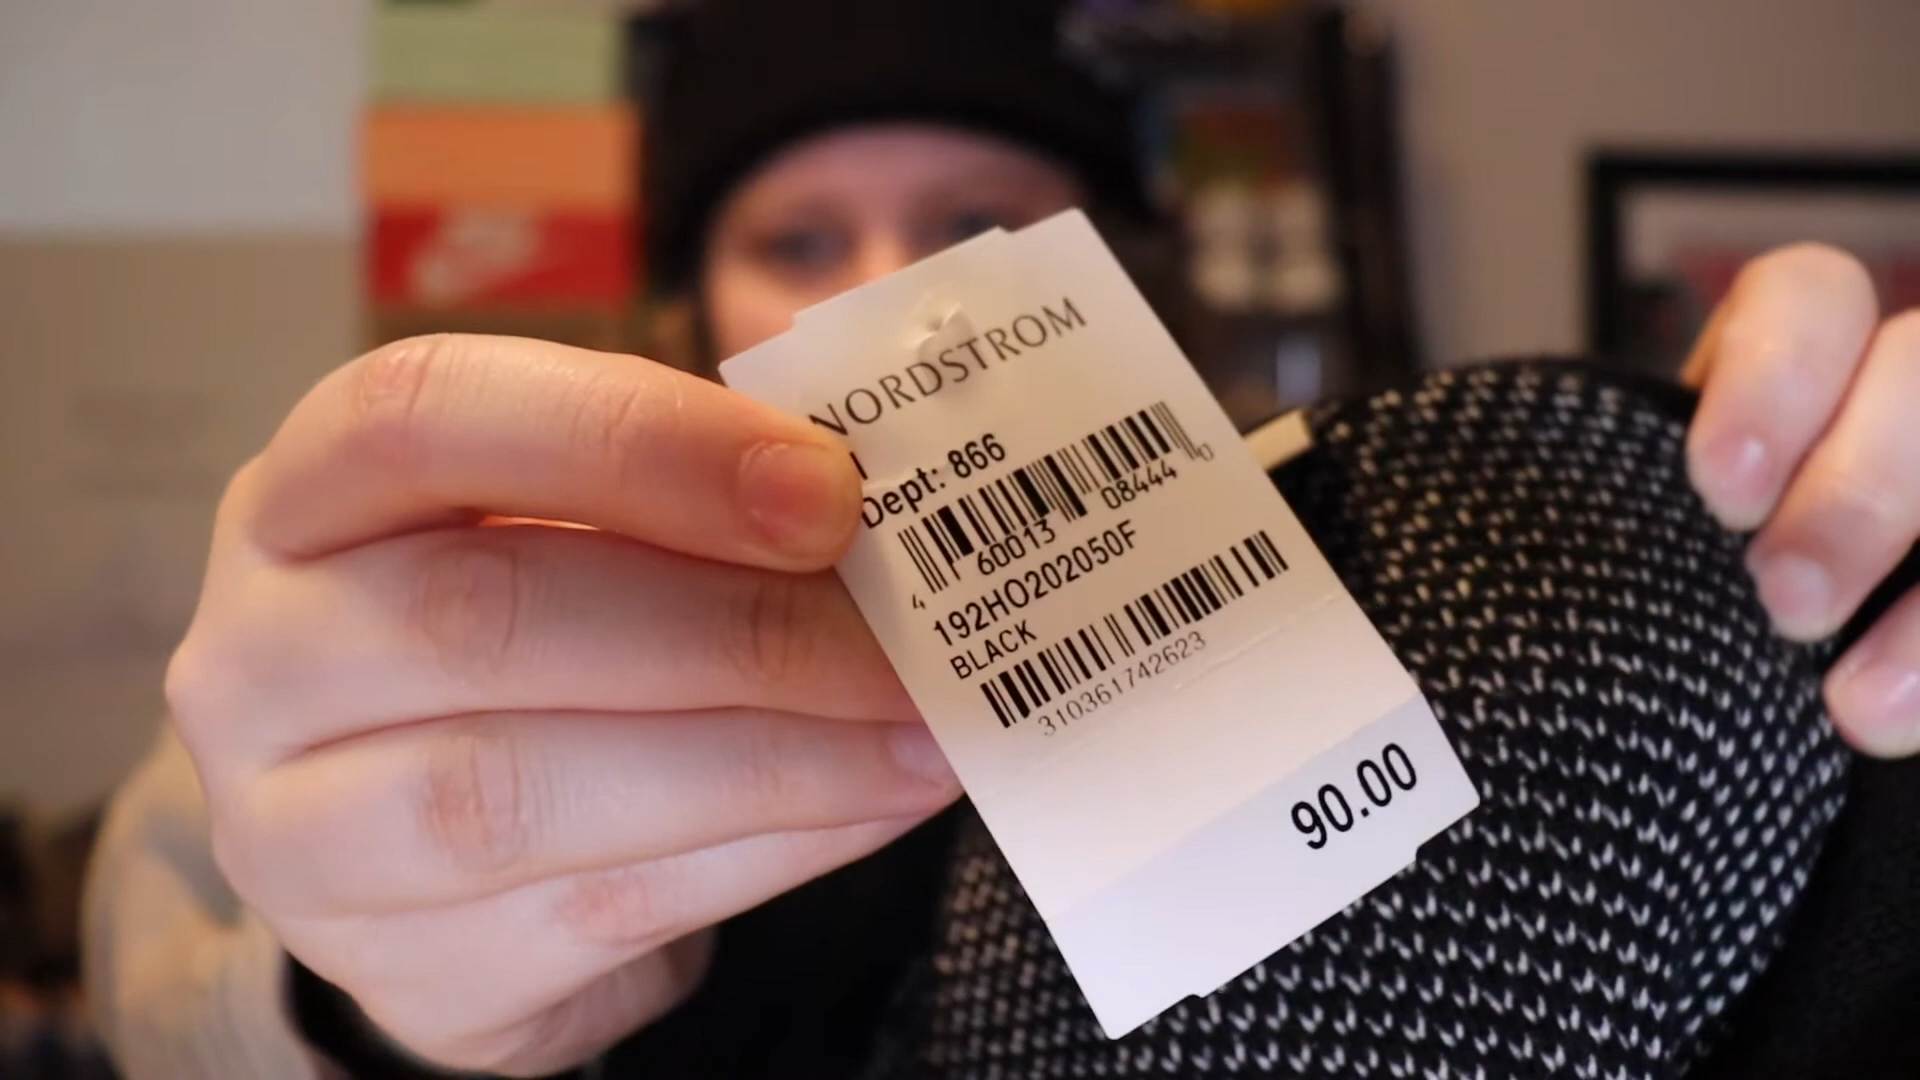 NORDSTROM
Dept: 866
4 60013 08444 0
192HO202050F
BLACK
310361742623
90.00